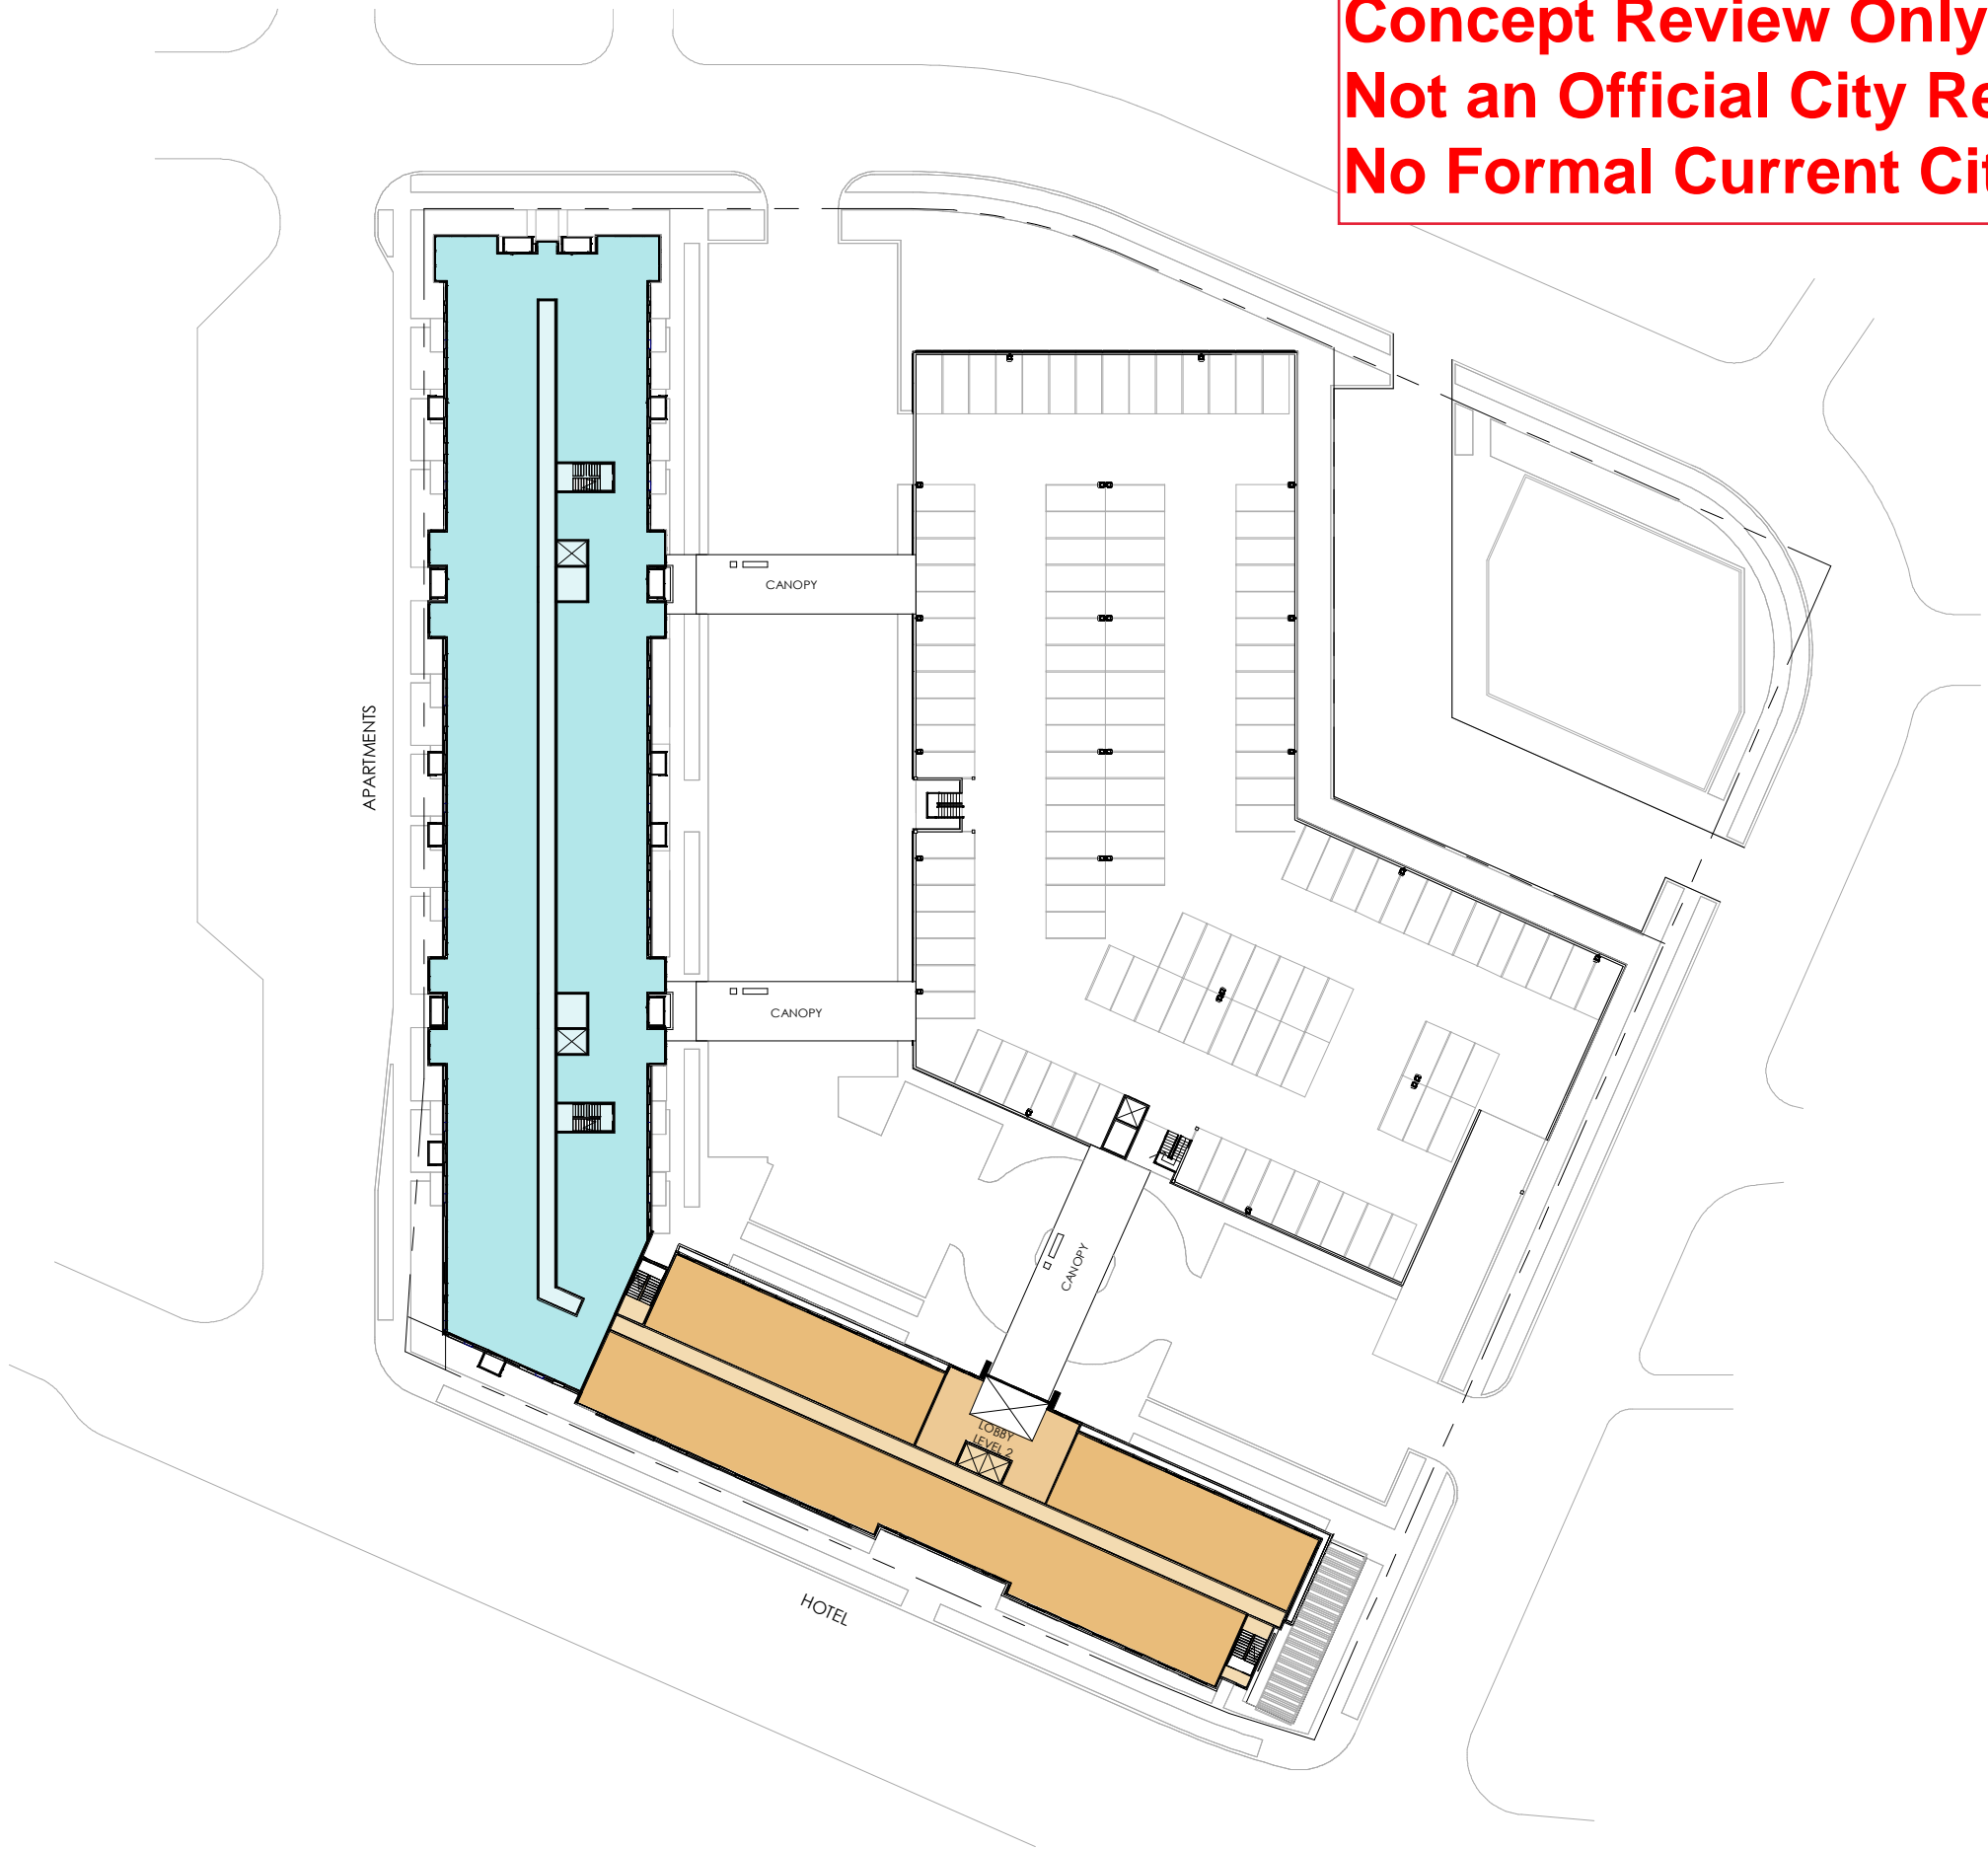 Concept Review Only
Not an Official City Re
No Formal Current Cit
CANOPY
APARTMENTS
CANOPY
CANOPY
LOBBY
LEVEL 2
HOTEL